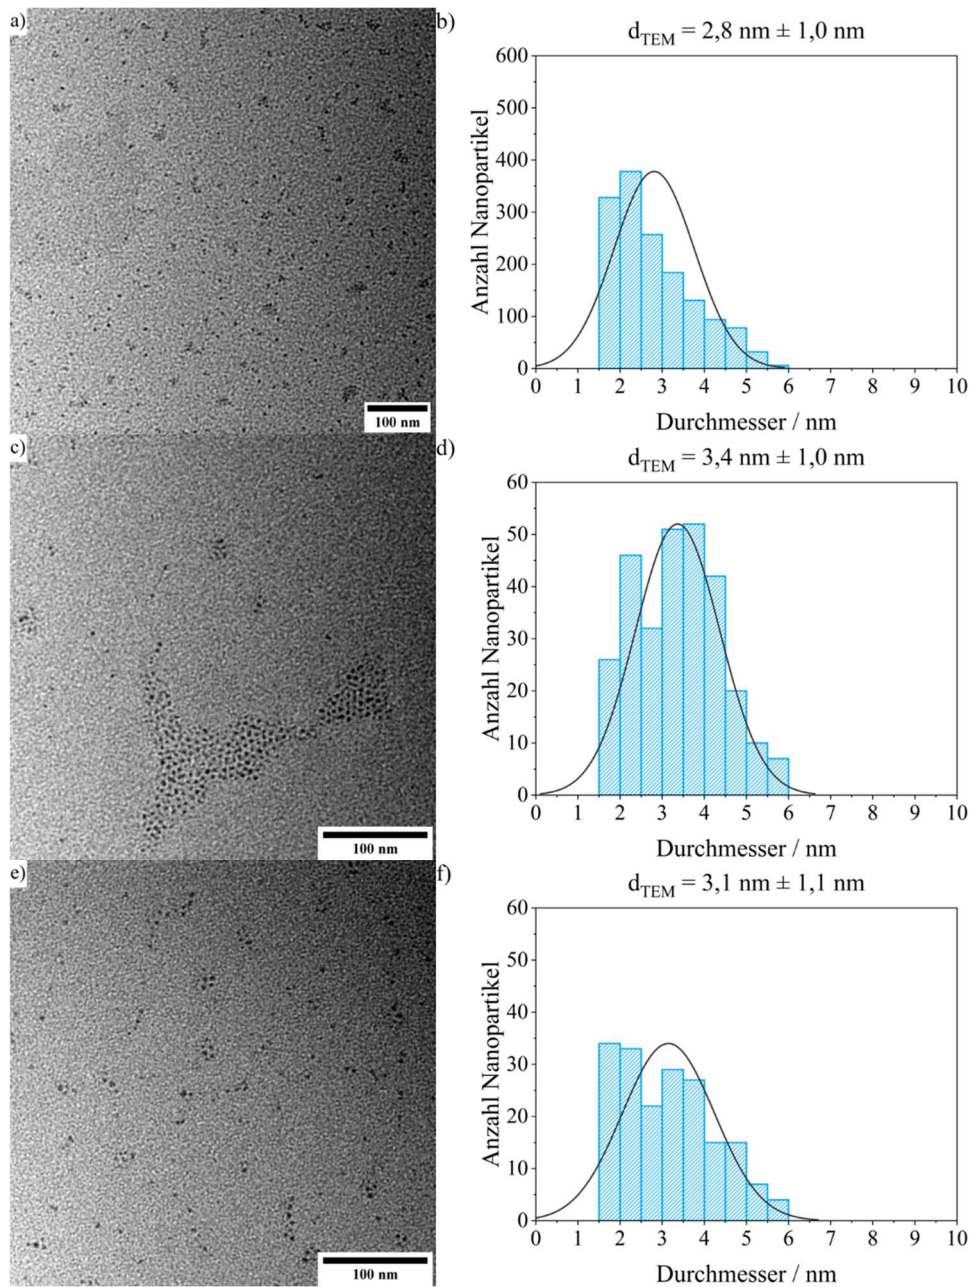 a)
100 nm
b)
d_TEM = 2,8 nm ± 1,0 nm
Anzahl Nanopartikel
600
500
400
300
200
100
0
0 1 2 3 4 5 6 7 8 9 10
Durchmesser / nm
c)
100 nm
d)
d_TEM = 3,4 nm ± 1,0 nm
Anzahl Nanopartikel
60
50
40
30
20
10
0
0 1 2 3 4 5 6 7 8 9 10
Durchmesser / nm
e)
100 nm
f)
d_TEM = 3,1 nm ± 1,1 nm
Anzahl Nanopartikel
60
50
40
30
20
10
0
0 1 2 3 4 5 6 7 8 9 10
Durchmesser / nm